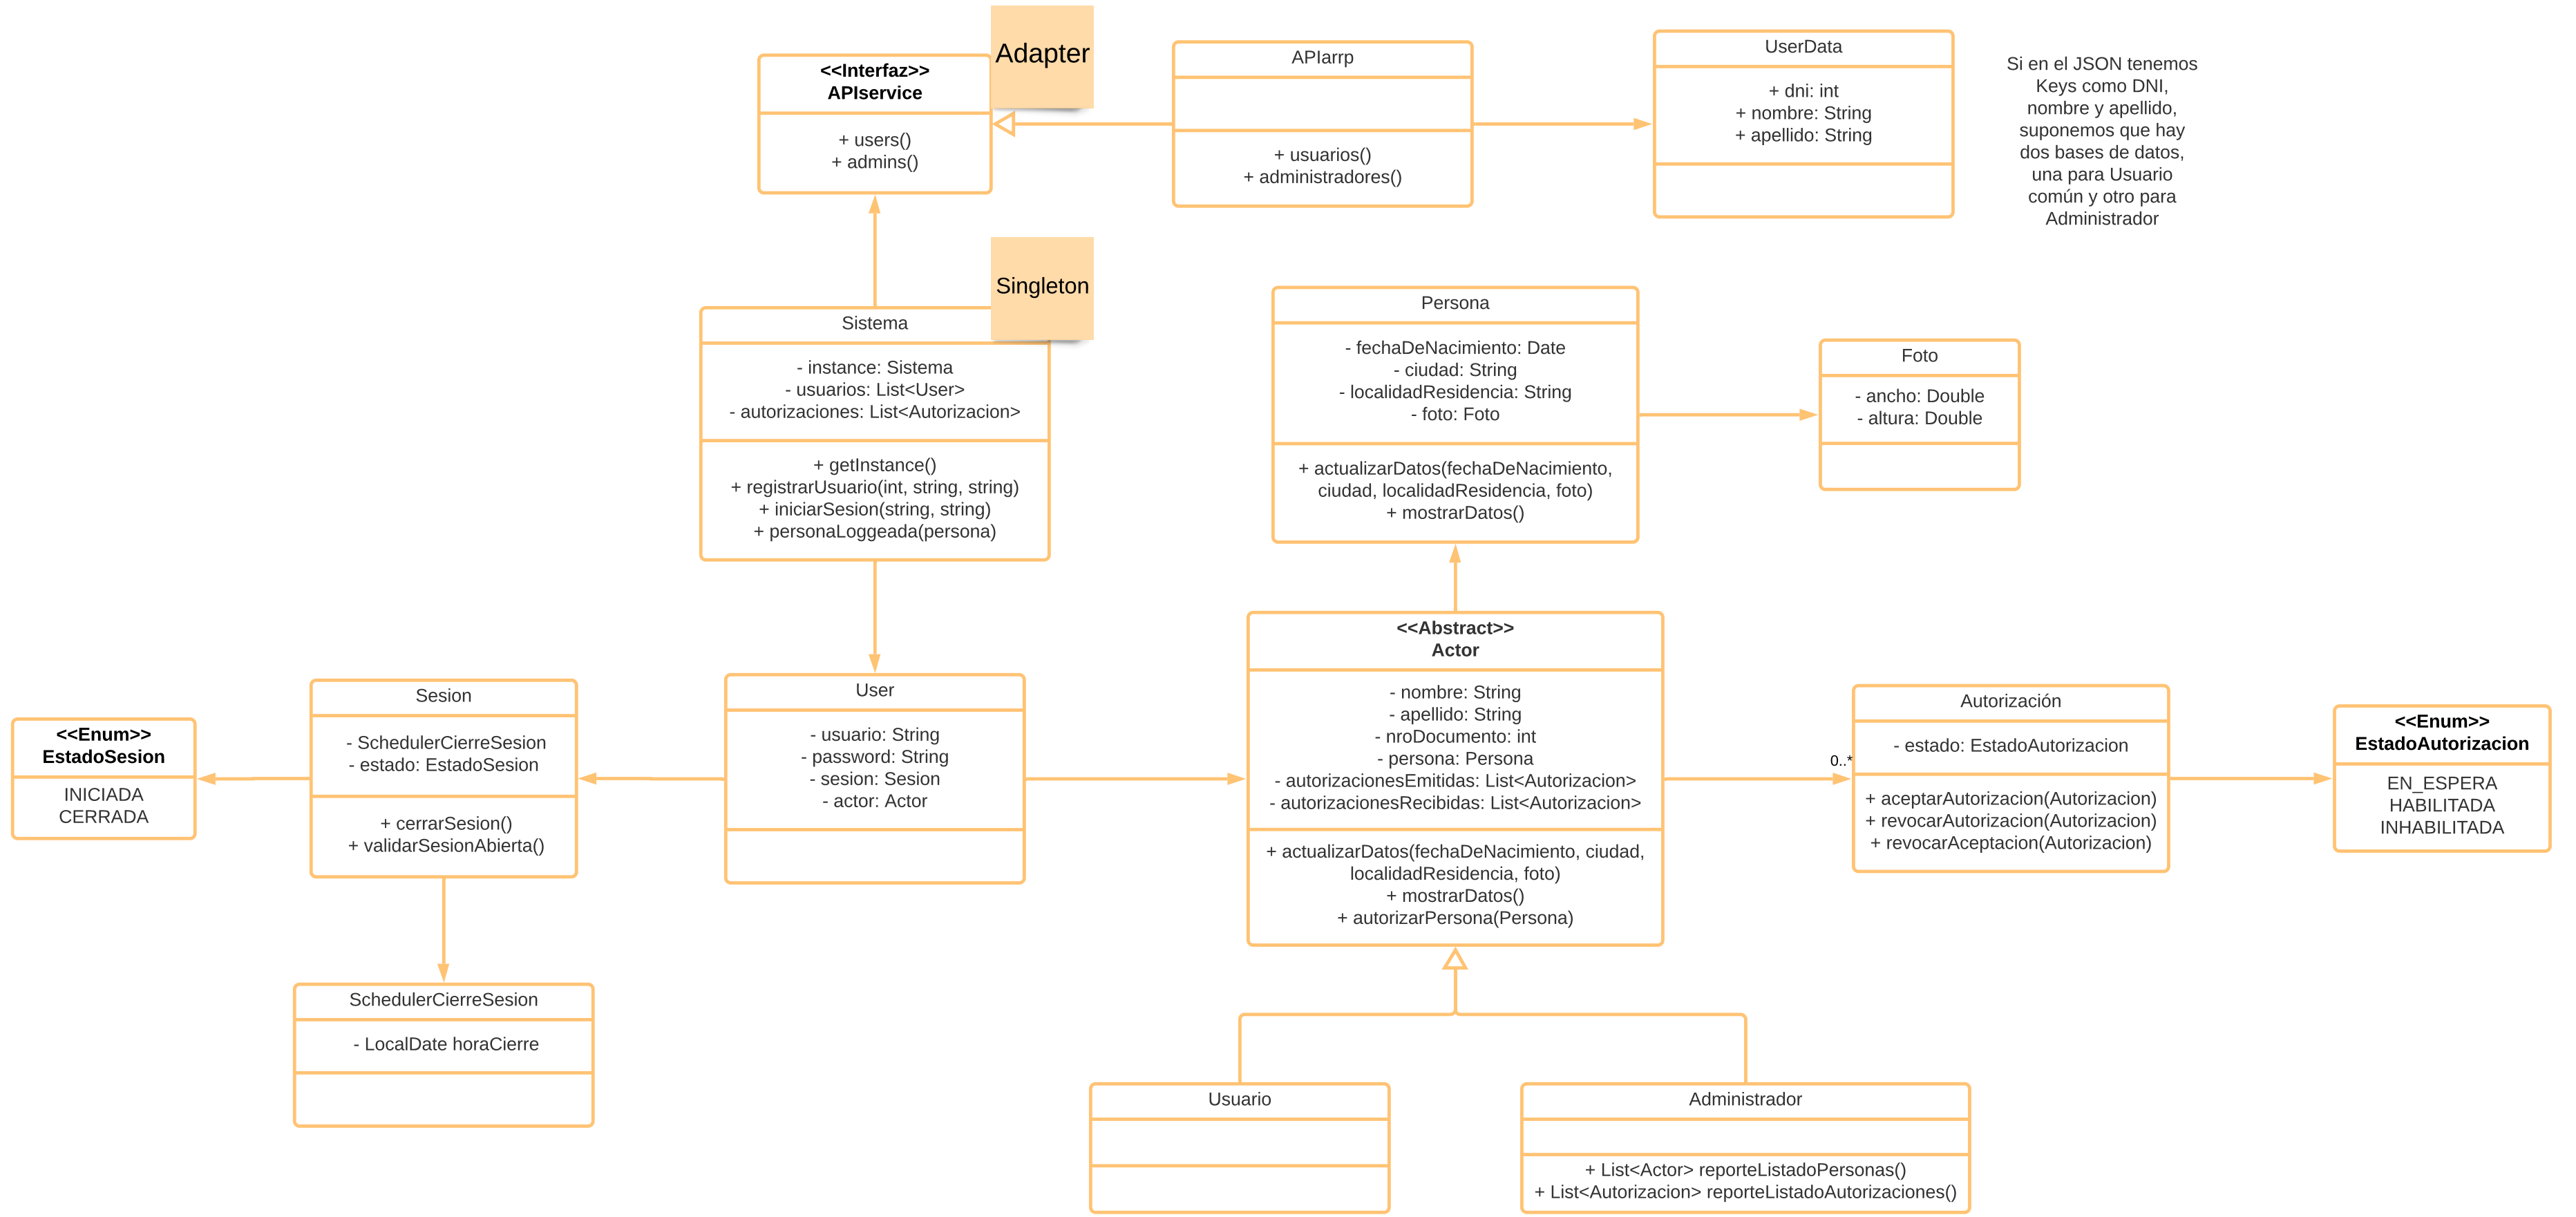 Adapter
<<Interfaz>>
APIservice
+ users()
+ admins()
APIarrp
+ usuarios()
+ administradores()
UserData
+ dni: int
+ nombre: String
+ apellido: String
Si en el JSON tenemos
Keys como DNI,
nombre y apellido,
suponemos que hay
dos bases de datos,
una para Usuario
común y otro para
Administrador
Singleton
Sistema
- instance: Sistema
- usuarios: List<User>
- autorizaciones: List<Autorizacion>
+ getInstance()
+ registrarUsuario(int, string, string)
+ iniciarSesion(string, string)
+ personaLoggeada(persona)
Persona
- fechaDeNacimiento: Date
- ciudad: String
- localidadResidencia: String
- foto: Foto
+ actualizarDatos(fechaDeNacimiento,
ciudad, localidadResidencia, foto)
+ mostrarDatos()
Foto
- ancho: Double
- altura: Double
<<Enum>>
EstadoSesion
INICIADA
CERRADA
Sesion
- SchedulerCierreSesion
- estado: EstadoSesion
+ cerrarSesion()
+ validarSesionAbierta()
User
- usuario: String
- password: String
- sesion: Sesion
- actor: Actor
<<Abstract>>
Actor
- nombre: String
- apellido: String
- nroDocumento: int
- persona: Persona
- autorizacionesEmitidas: List<Autorizacion>
- autorizacionesRecibidas: List<Autorizacion>
+ actualizarDatos(fechaDeNacimiento, ciudad,
localidadResidencia, foto)
+ mostrarDatos()
+ autorizarPersona(Persona)
0..*
Autorización
- estado: EstadoAutorizacion
+ aceptarAutorizacion(Autorizacion)
+ revocarAutorizacion(Autorizacion)
+ revocarAceptacion(Autorizacion)
<<Enum>>
EstadoAutorizacion
EN_ESPERA
HABILITADA
INHABILITADA
SchedulerCierreSesion
- LocalDate horaCierre
Usuario
Administrador
+ List<Actor> reporteListadoPersonas()
+ List<Autorizacion> reporteListadoAutorizaciones()